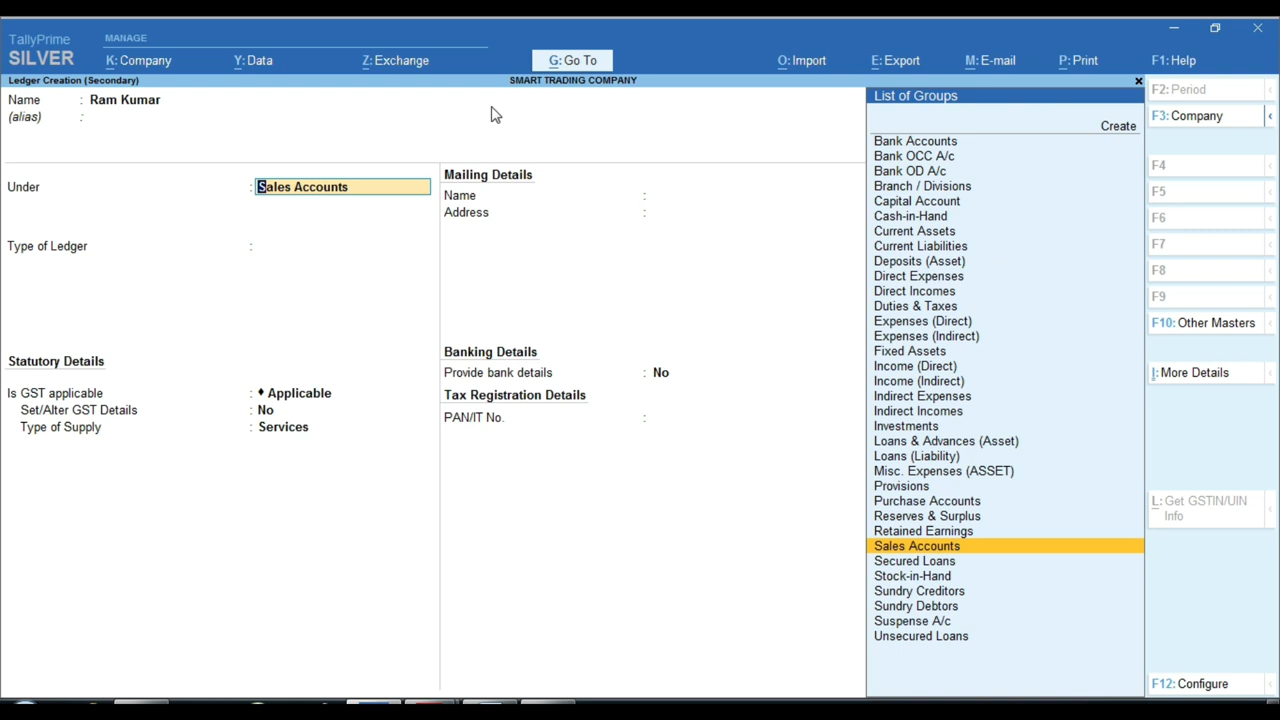 TallyPrime
SILVER
MANAGE
K: Company
Y: Data
Z: Exchange
G: Go To
O: Import
E: Export
M: E-mail
P: Print
F1: Help
Ledger Creation (Secondary)
SMART TRADING COMPANY
Name : Ram Kumar
(alias) :
Under : Sales Accounts
Type of Ledger :
Statutory Details
Is GST applicable : ♦ Applicable
Set/Alter GST Details : No
Type of Supply : Services
Mailing Details
Name :
Address :
Banking Details
Provide bank details : No
Tax Registration Details
PAN/IT No. :
List of Groups
Create
Bank Accounts
Bank OCC A/c
Bank OD A/c
Branch / Divisions
Capital Account
Cash-in-Hand
Current Assets
Current Liabilities
Deposits (Asset)
Direct Expenses
Direct Incomes
Duties & Taxes
Expenses (Direct)
Expenses (Indirect)
Fixed Assets
Income (Direct)
Income (Indirect)
Indirect Expenses
Indirect Incomes
Investments
Loans & Advances (Asset)
Loans (Liability)
Misc. Expenses (ASSET)
Provisions
Purchase Accounts
Reserves & Surplus
Retained Earnings
Sales Accounts
Secured Loans
Stock-in-Hand
Sundry Creditors
Sundry Debtors
Suspense A/c
Unsecured Loans
F2: Period
F3: Company
F4
F5
F6
F7
F8
F9
F10: Other Masters
I: More Details
L: Get GSTIN/UIN
Info
F12: Configure